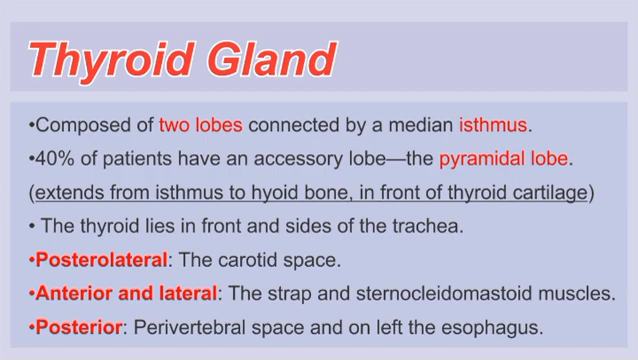 Thyroid Gland
•Composed of two lobes connected by a median isthmus.
•40% of patients have an accessory lobe—the pyramidal lobe.
(extends from isthmus to hyoid bone, in front of thyroid cartilage)
• The thyroid lies in front and sides of the trachea.
•Posterolateral: The carotid space.
•Anterior and lateral: The strap and sternocleidomastoid muscles.
•Posterior: Perivertebral space and on left the esophagus.